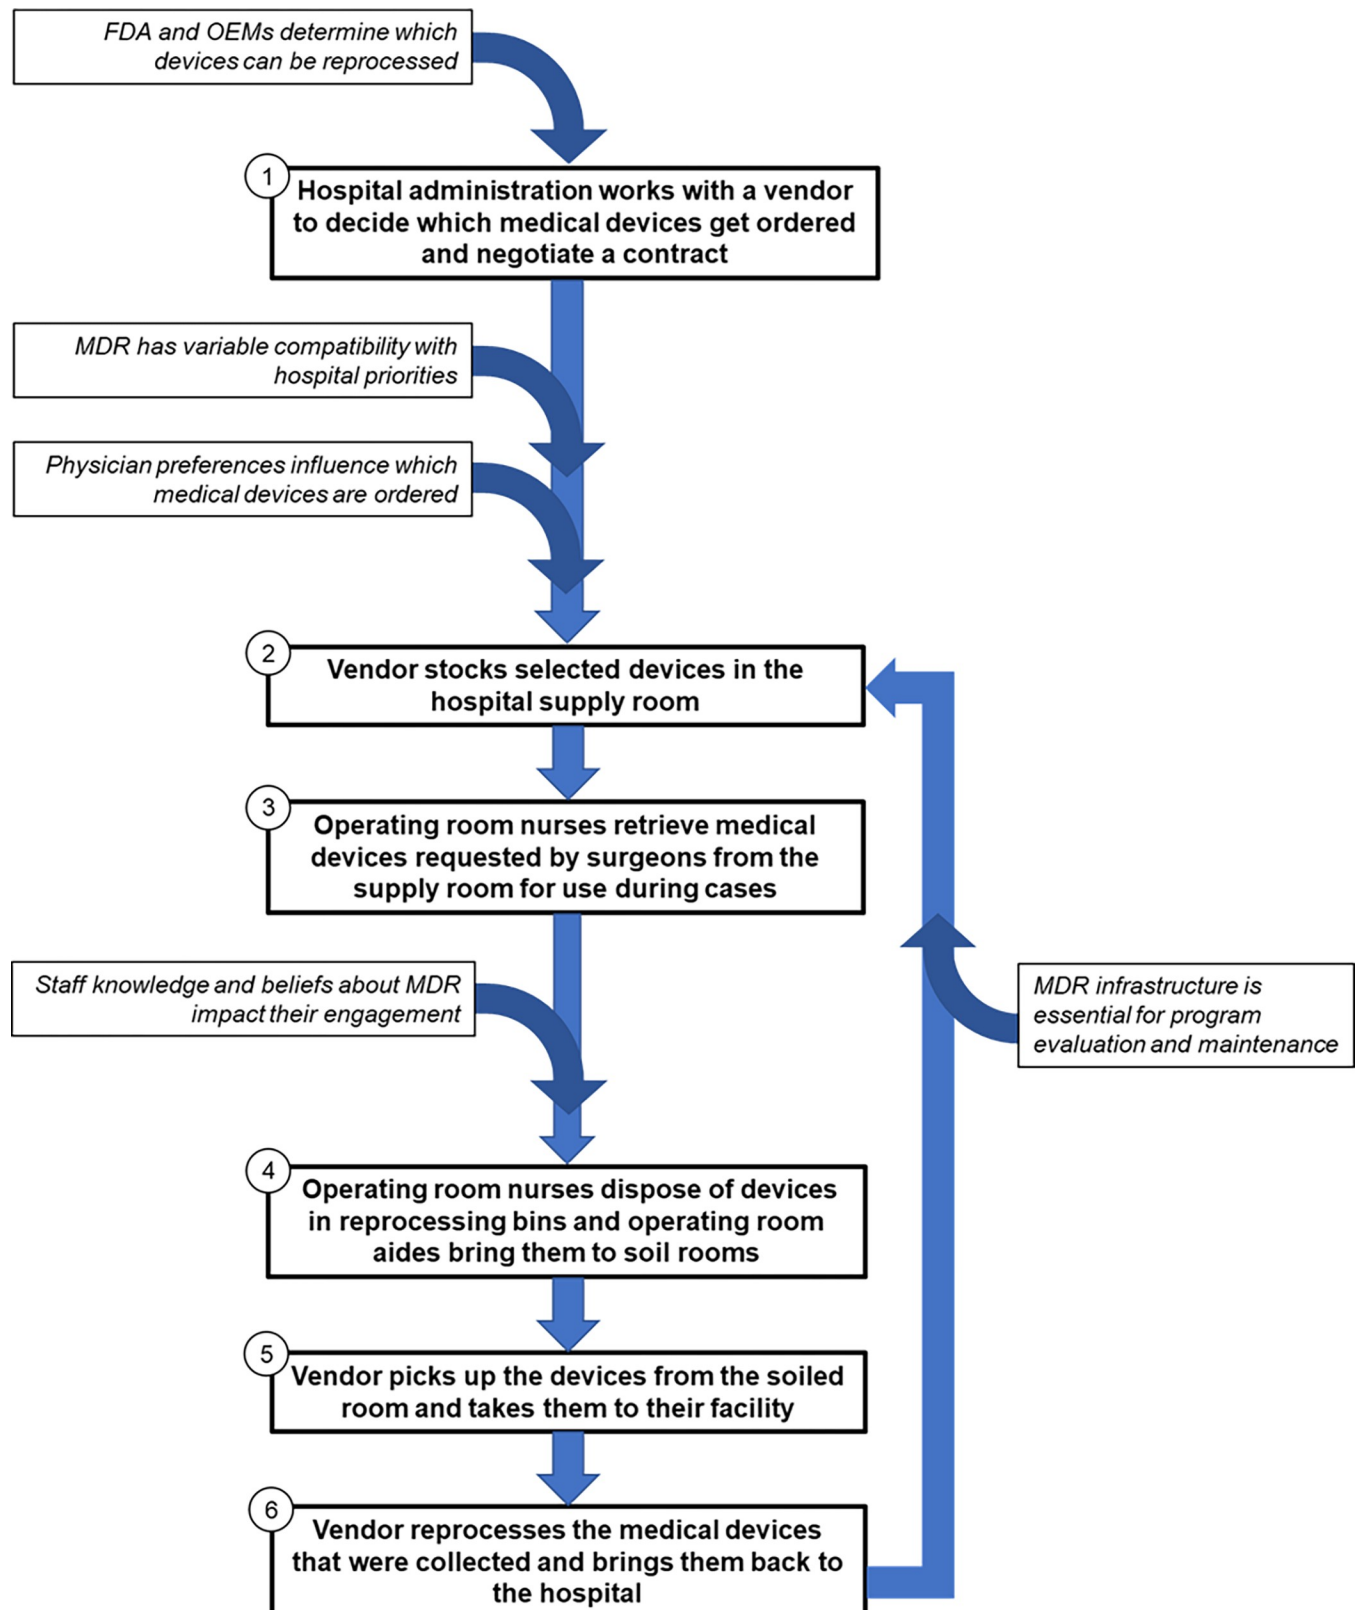 FDA and OEMs determine which
devices can be reprocessed
1
Hospital administration works with a vendor
to decide which medical devices get ordered
and negotiate a contract
MDR has variable compatibility with
hospital priorities
Physician preferences influence which
medical devices are ordered
2
Vendor stocks selected devices in the
hospital supply room
3
Operating room nurses retrieve medical
devices requested by surgeons from the
supply room for use during cases
Staff knowledge and beliefs about MDR
impact their engagement
MDR infrastructure is
essential for program
evaluation and maintenance
4
Operating room nurses dispose of devices
in reprocessing bins and operating room
aides bring them to soil rooms
5
Vendor picks up the devices from the soiled
room and takes them to their facility
6
Vendor reprocesses the medical devices
that were collected and brings them back to
the hospital